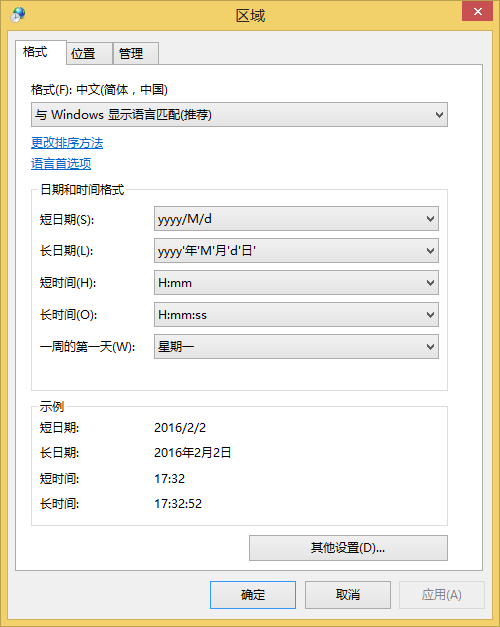 区域
格式 位置 管理
格式(F): 中文(简体，中国)
与 Windows 显示语言匹配(推荐)
更改排序方法
语言首选项
日期和时间格式
短日期(S): yyyy/M/d
长日期(L): yyyy'年'M'月'd'日'
短时间(H): H:mm
长时间(O): H:mm:ss
一周的第一天(W): 星期一
示例
短日期: 2016/2/2
长日期: 2016年2月2日
短时间: 17:32
长时间: 17:32:52
其他设置(D)...
确定 取消 应用(A)